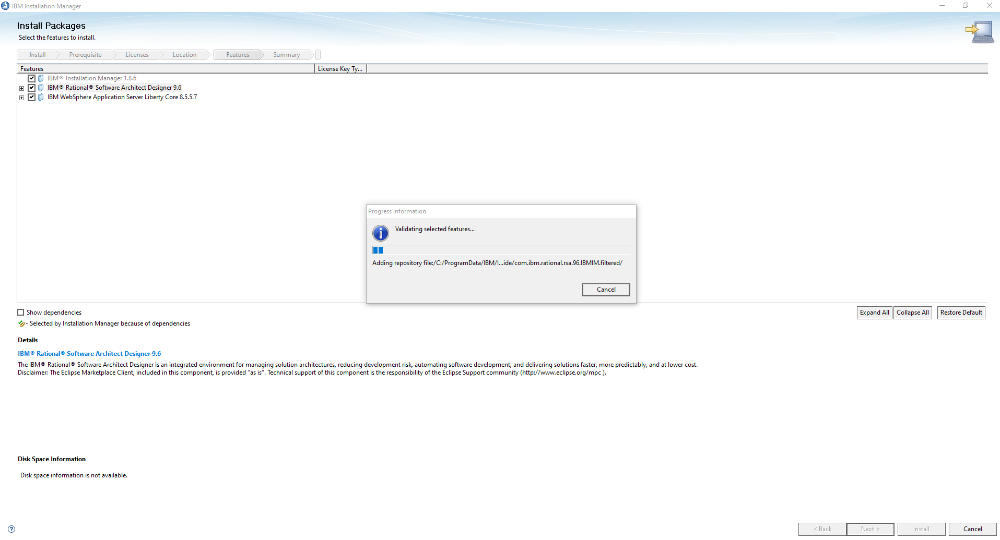 IBM Installation Manager
Install Packages
Select the features to install.
Install
Prerequisite
Licenses
Location
Features
Summary
Features
License Key Ty...
IBM® Installation Manager 1.8.6
IBM® Rational® Software Architect Designer 9.6
IBM WebSphere Application Server Liberty Core 8.5.5.7
Progress Information
Validating selected features...
Adding repository file:/C:/ProgramData/IBM/I...ide/com.ibm.rational.rsa.96.IBMIM.filtered/
Cancel
Show dependencies
Expand All
Collapse All
Restore Default
- Selected by Installation Manager because of dependencies
Details
IBM® Rational® Software Architect Designer 9.6
The IBM® Rational® Software Architect Designer is an integrated environment for managing solution architectures, reducing development risk, automating software development, and delivering solutions faster, more predictably, and at lower cost.
Disclaimer: The Eclipse Marketplace Client, included in this component, is provided "as is". Technical support of this component is the responsibility of the Eclipse Support community (http://www.eclipse.org/mpc ).
Disk Space Information
Disk space information is not available.
?
< Back
Next >
Install
Cancel